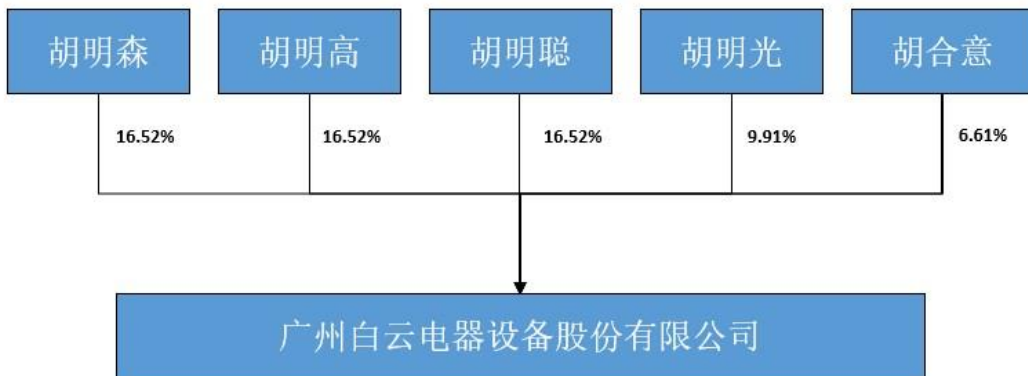 胡明森 胡明高 胡明聪 胡明光 胡合意
16.52% 16.52% 16.52% 9.91% 6.61%
广州白云电器设备股份有限公司